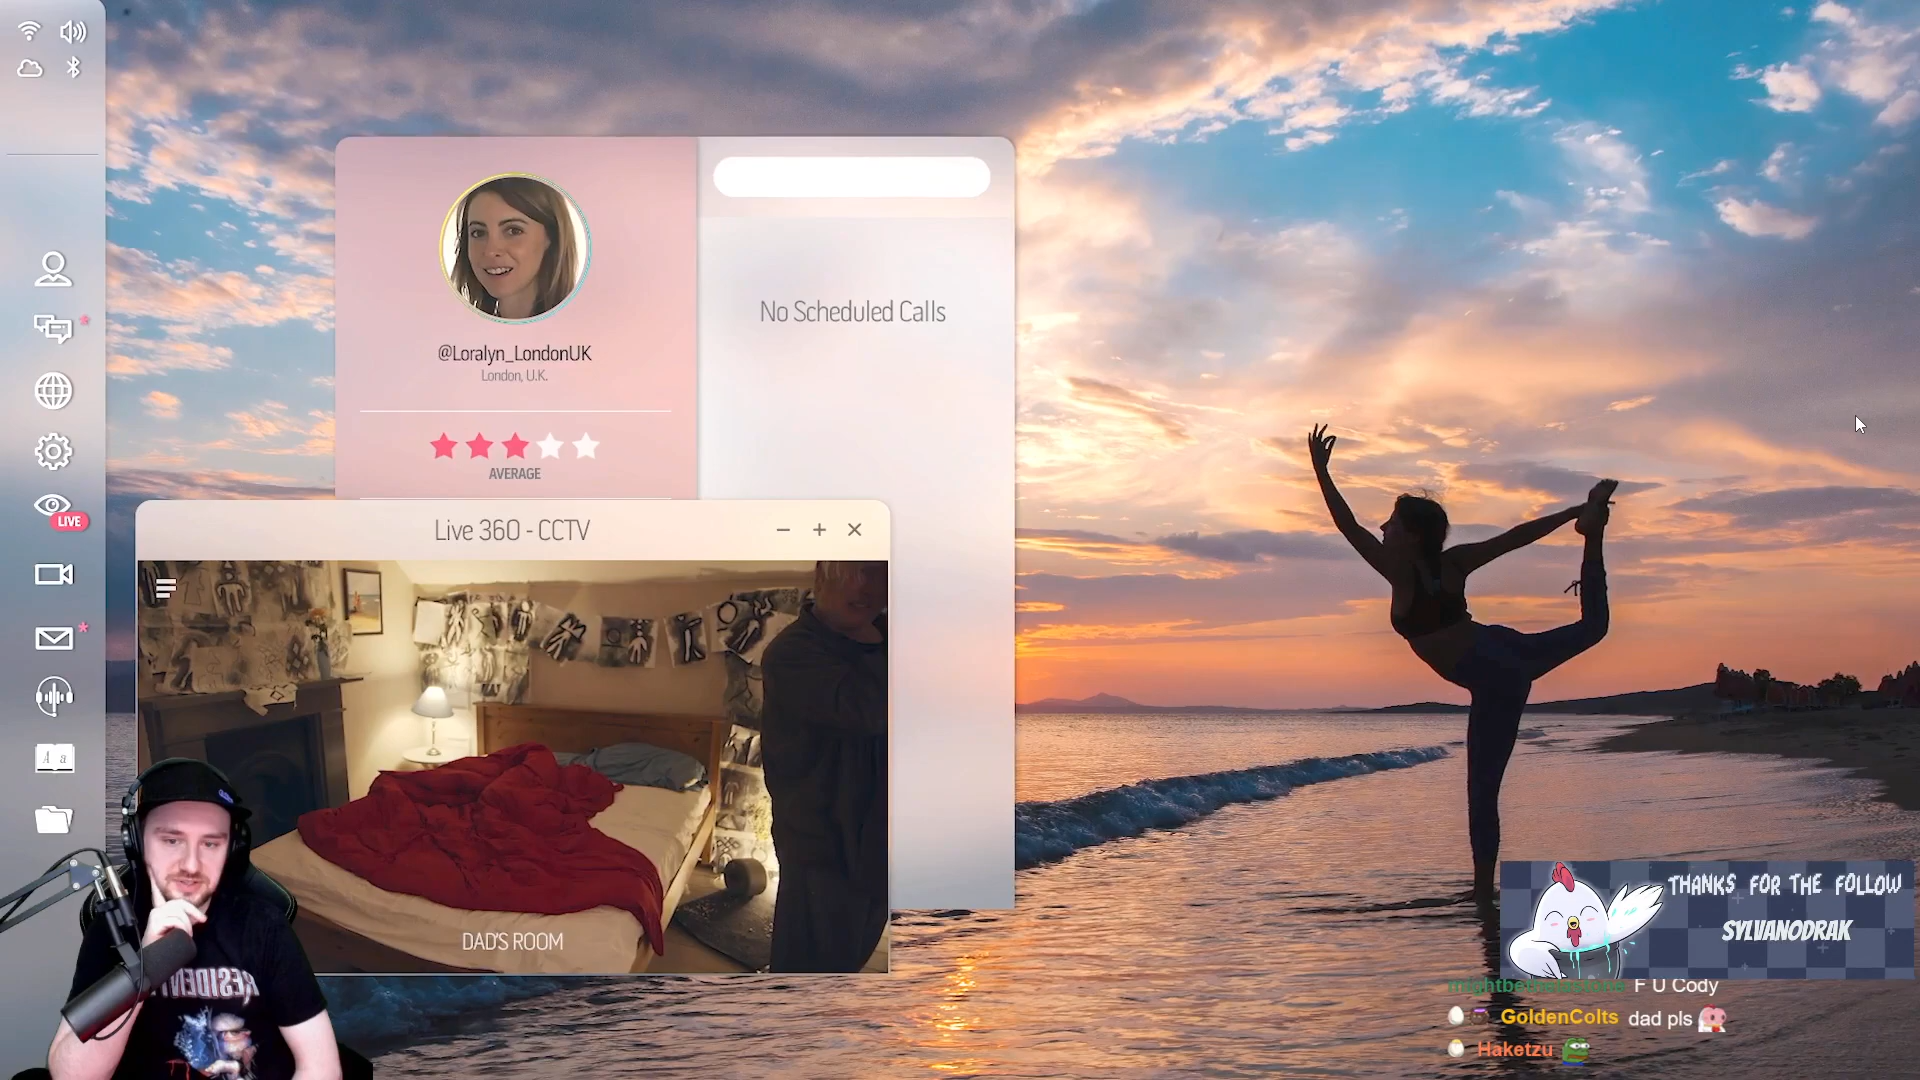 @Loralyn_LondonUK
London, U.K.
AVERAGE
No Scheduled Calls
LIVE
Live 360 - CCTV
DAD'S ROOM
A a
THANKS FOR THE FOLLOW
SYLVANODRAK
F U Cody
GoldenColts dad pls
Haketzu